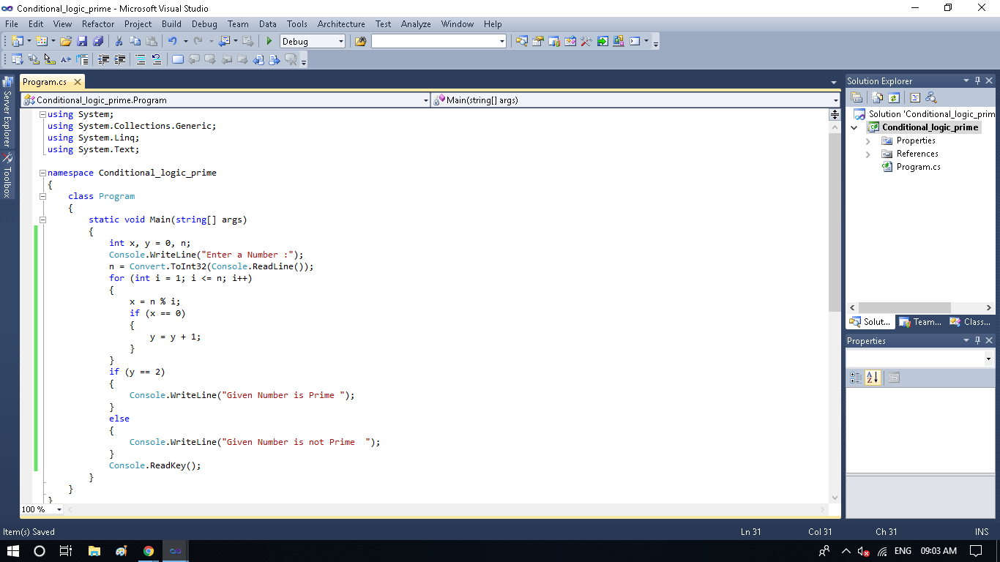 Conditional_logic_prime - Microsoft Visual Studio
File Edit View Refactor Project Build Debug Team Data Tools Architecture Test Analyze Window Help
Debug
Server Explorer
Toolbox
Program.cs
Conditional_logic_prime.Program
Main(string[] args)
using System;
using System.Collections.Generic;
using System.Linq;
using System.Text;
namespace Conditional_logic_prime
{
    class Program
    {
        static void Main(string[] args)
        {
            int x, y = 0, n;
            Console.WriteLine("Enter a Number :");
            n = Convert.ToInt32(Console.ReadLine());
            for (int i = 1; i <= n; i++)
            {
                x = n % i;
                if (x == 0)
                {
                    y = y + 1;
                }
            }
            if (y == 2)
            {
                Console.WriteLine("Given Number is Prime ");
            }
            else
            {
                Console.WriteLine("Given Number is not Prime  ");
            }
            Console.ReadKey();
        }
    }
}
100 %
Solution Explorer
Solution 'Conditional_logic_prim
Conditional_logic_prime
Properties
References
Program.cs
Solut... Team... Class...
Properties
Item(s) Saved Ln 31 Col 31 Ch 31 INS
ENG 09:03 AM